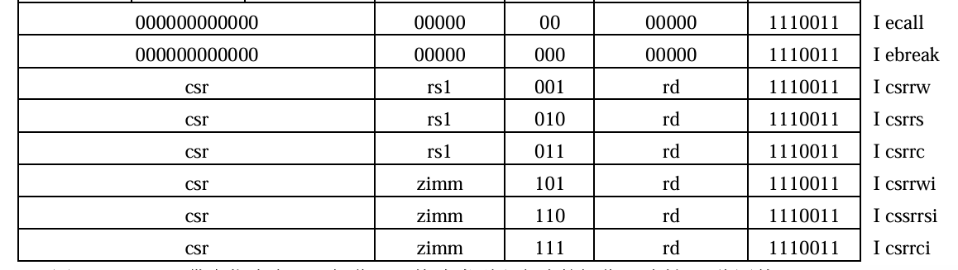 000000000000 00000 00 00000 1110011 I ecall
000000000000 00000 000 00000 1110011 I ebreak
csr rs1 001 rd 1110011 I csrrw
csr rs1 010 rd 1110011 I csrrs
csr rs1 011 rd 1110011 I csrrc
csr zimm 101 rd 1110011 I csrrwi
csr zimm 110 rd 1110011 I cssrrsi
csr zimm 111 rd 1110011 I csrrci